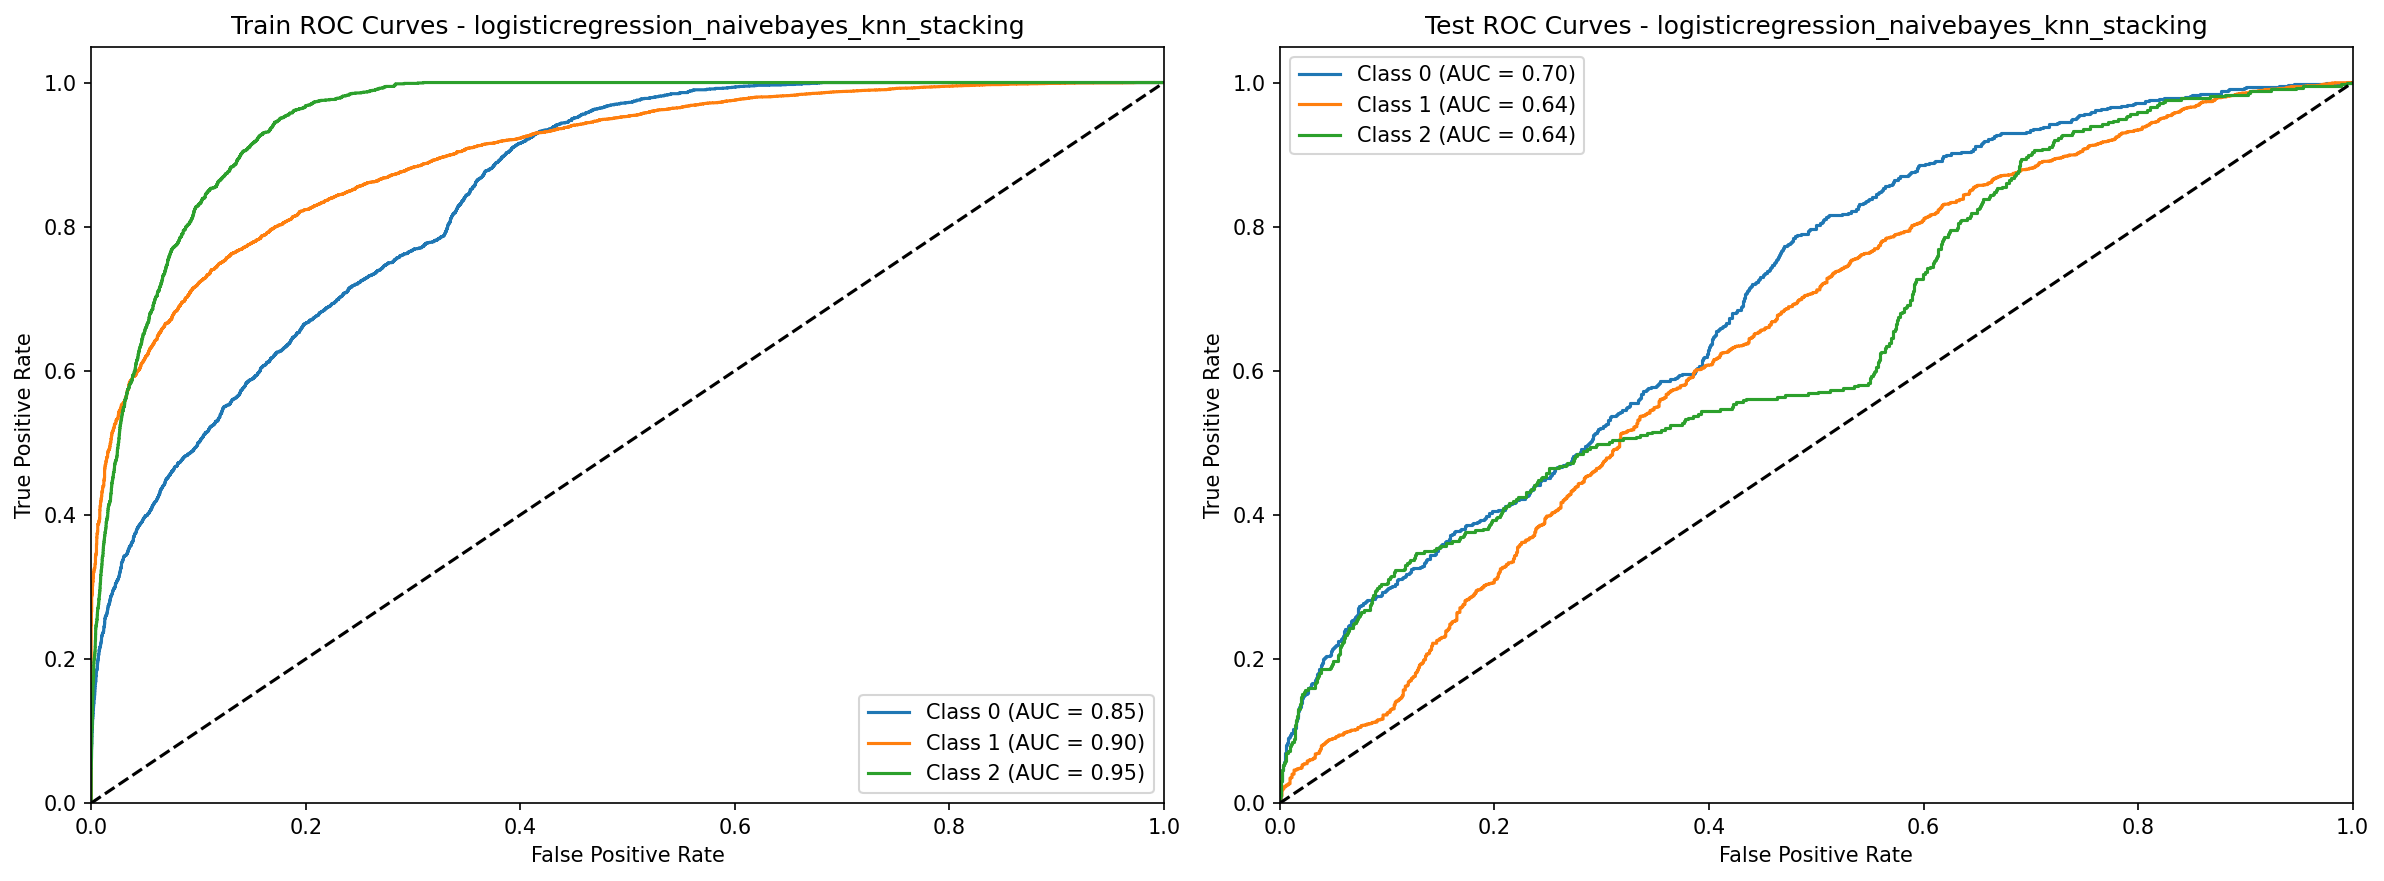 Train ROC Curves - logisticregression_naivebayes_knn_stacking
True Positive Rate
1.0
0.8
0.6
0.4
0.2
0.0
0.0 0.2 0.4 0.6 0.8 1.0
False Positive Rate
Class 0 (AUC = 0.85)
Class 1 (AUC = 0.90)
Class 2 (AUC = 0.95)
Test ROC Curves - logisticregression_naivebayes_knn_stacking
Class 0 (AUC = 0.70)
Class 1 (AUC = 0.64)
Class 2 (AUC = 0.64)
True Positive Rate
1.0
0.8
0.6
0.4
0.2
0.0
0.0 0.2 0.4 0.6 0.8 1.0
False Positive Rate